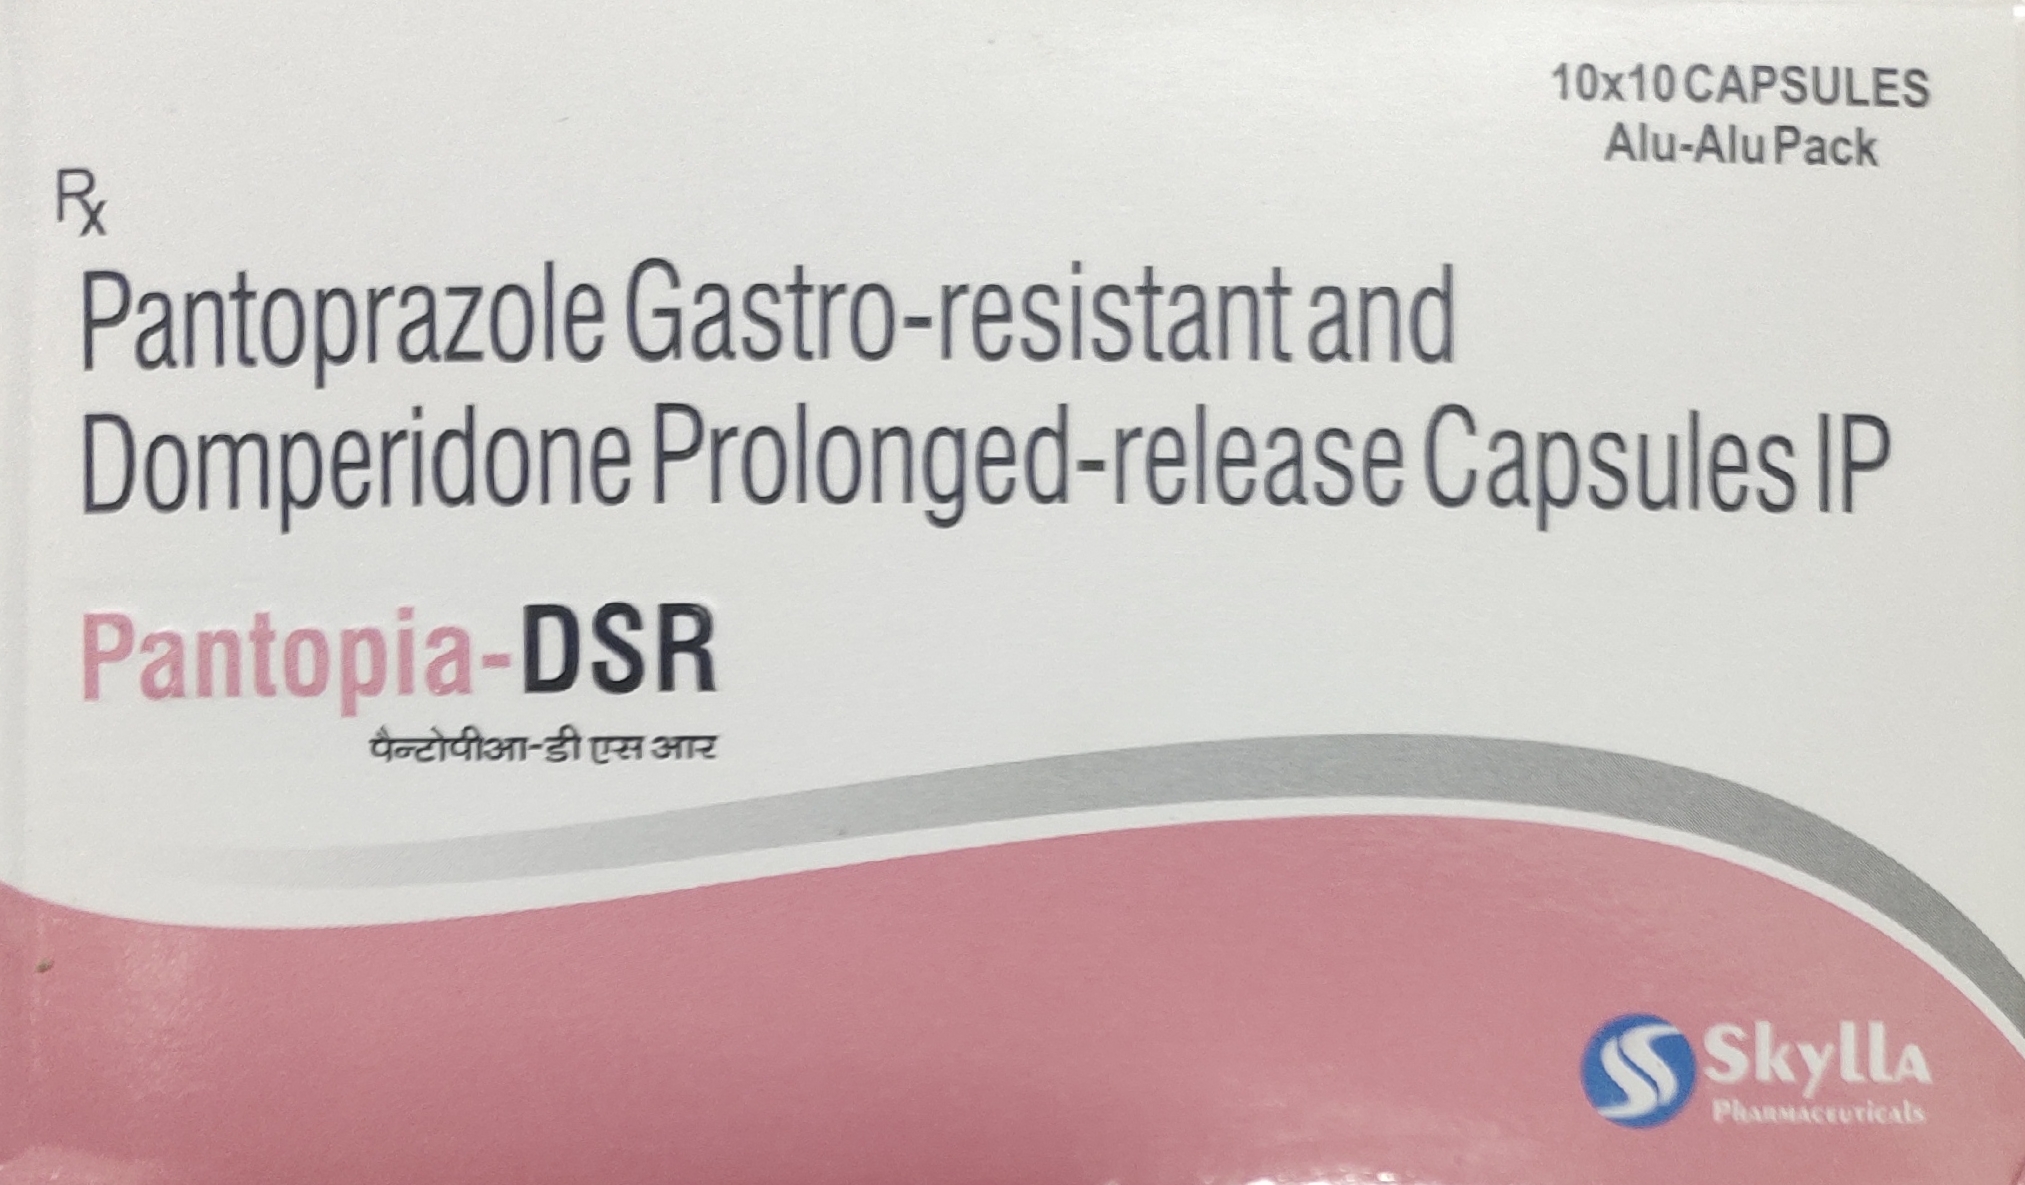 10x10 CAPSULES
Alu-Alu Pack
Rx
Pantoprazole Gastro-resistant and
Domperidone Prolonged-release Capsules IP
Pantopia-DSR
पैन्टोपीआ-डी एस आर
Skylla
Pharmaceuticals